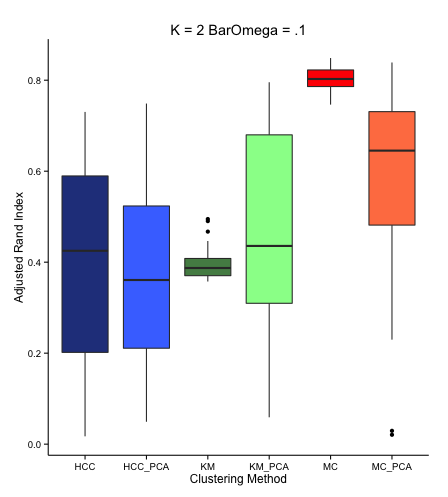 K = 2 BarOmega = .1
Adjusted Rand Index
0.8
0.6
0.4
0.2
0.0
HCC HCC_PCA KM KM_PCA MC MC_PCA
Clustering Method